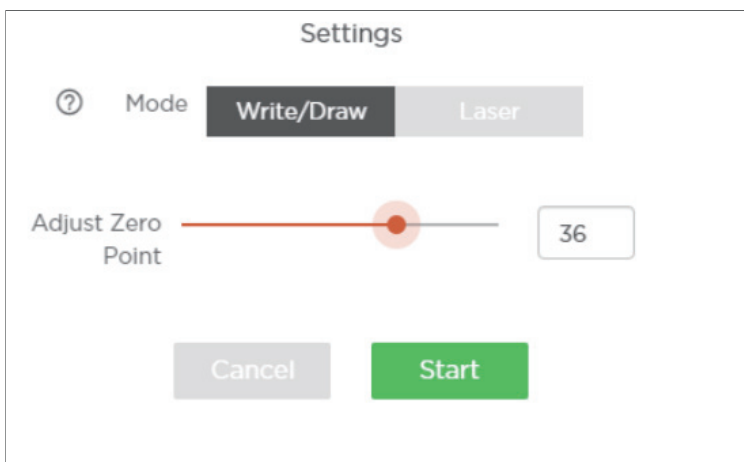 Settings
? Mode Write/Draw Laser
Adjust Zero
Point
36
Cancel Start